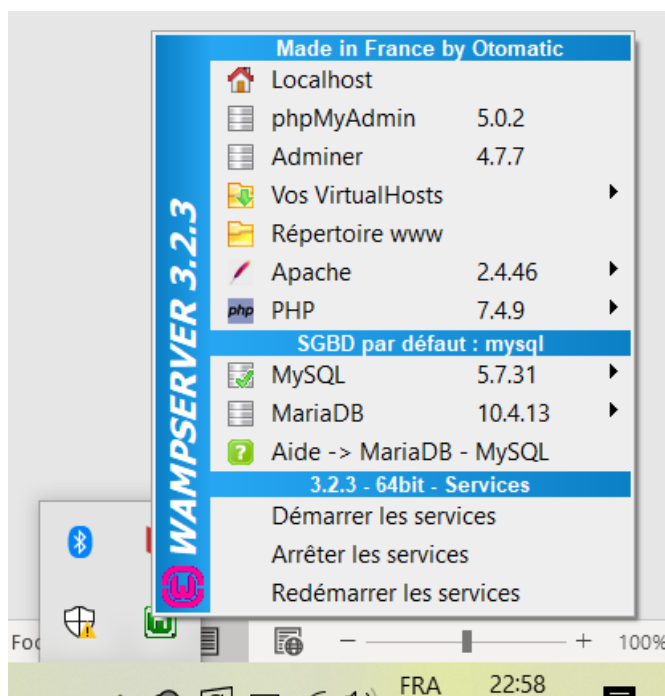 Made in France by Otomatic
Localhost
phpMyAdmin 5.0.2
Adminer 4.7.7
Vos VirtualHosts
Répertoire www
Apache 2.4.46
php PHP 7.4.9
SGBD par défaut : mysql
MySQL 5.7.31
MariaDB 10.4.13
Aide -> MariaDB - MySQL
3.2.3 - 64bit - Services
Démarrer les services
Arrêter les services
Redémarrer les services
WAMPSERVER 3.2.3
100%
FRA 22:58